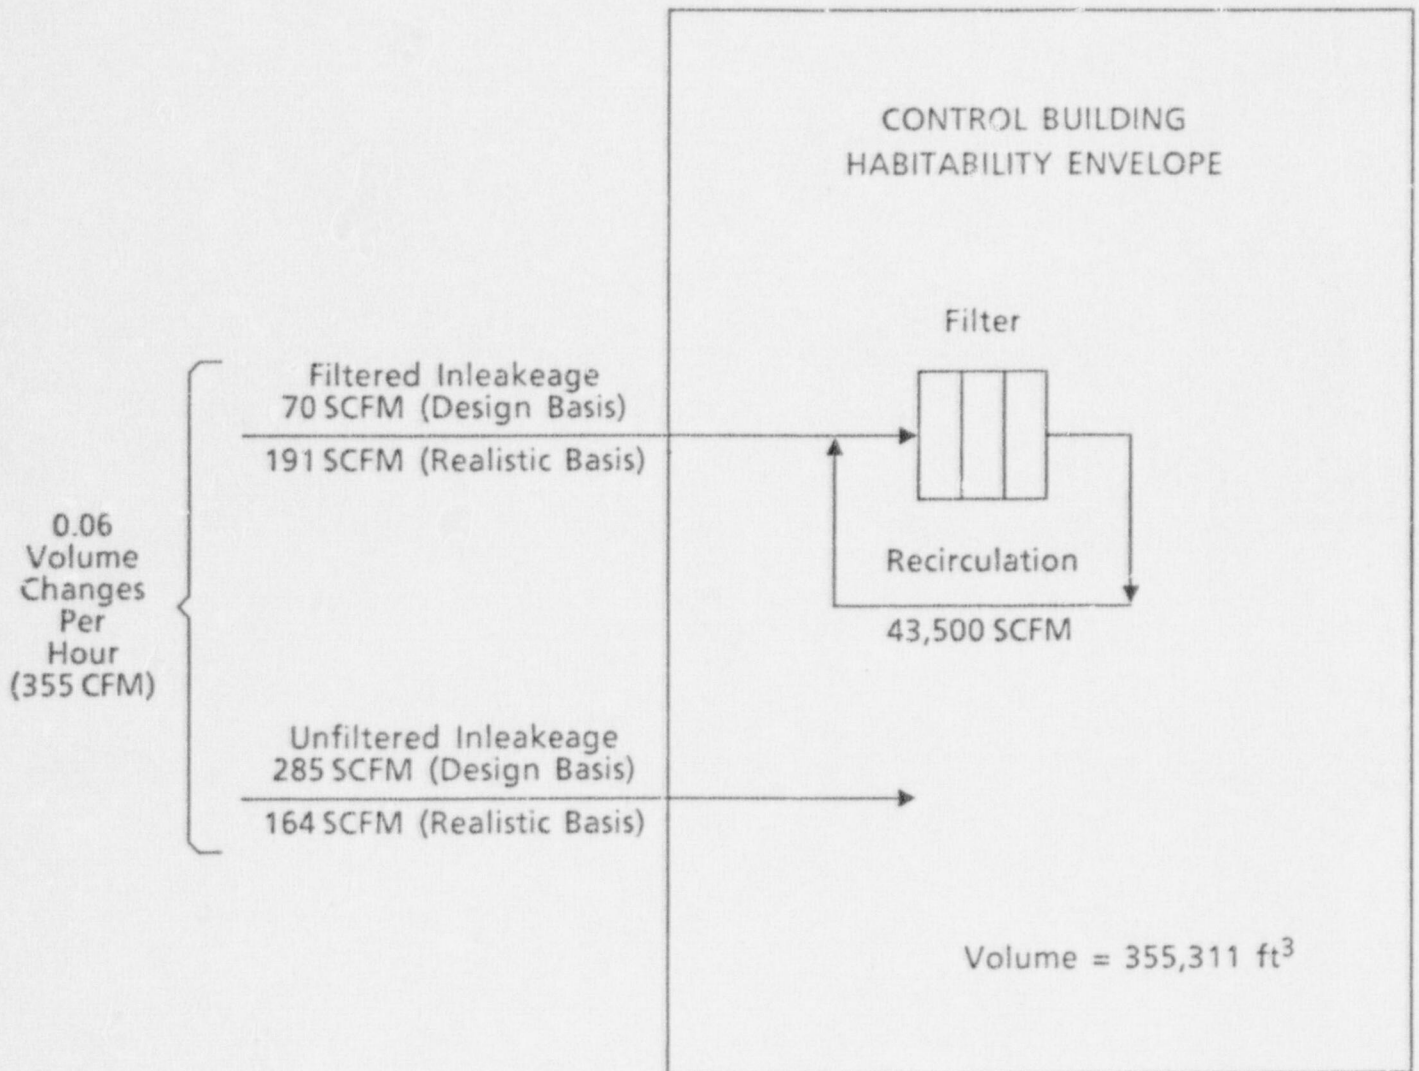 CONTROL BUILDING
HABITABILITY ENVELOPE
Filter
Filtered Inleakeage
70 SCFM (Design Basis)
191 SCFM (Realistic Basis)
0.06
Volume
Changes
Per
Hour
(355 CFM)
Recirculation
43,500 SCFM
Unfiltered Inleakeage
285 SCFM (Design Basis)
164 SCFM (Realistic Basis)
Volume = 355,311 ft³